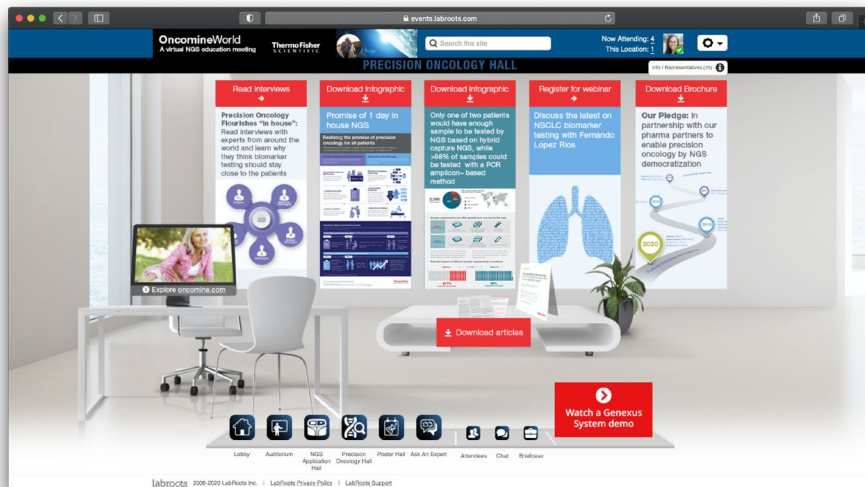 events.labroots.com
OncomineWorld
A virtual NGS education meeting
ThermoFisher
SCIENTIFIC
Search this site
Now Attending: 4
This Location: 1
PRECISION ONCOLOGY HALL
Info / Representatives (25)
Read interviews
Precision Oncology
Flourishes "in house":
Read interviews with
experts from around the
world and learn why
they think biomarker
testing should stay
close to the patients
Download Infographic
Promise of 1 day in
house NGS
Realizing the promise of precision
oncology for all patients
Download Infographic
Only one of two patients
would have enough
sample to be tested by
NGS based on hybrid
capture NGS, while
>98% of samples could
be tested with a PCR
amplicon– based
method
Register for webinar
Discuss the latest on
NSCLC biomarker
testing with Fernando
Lopez Rios
Download Brochure
Our Pledge: In
partnership with our
pharma partners to
enable precision
oncology by NGS
democratization
2020
Explore oncomine.com
Download articles
Watch a Genexus
System demo
Lobby
Auditorium
NGS
Application
Hall
Precision
Oncology Hall
Poster Hall
Ask An Expert
Attendees
Chat
Briefcase
labroots 2008-2020 LabRoots Inc. | LabRoots Privacy Policy | LabRoots Support